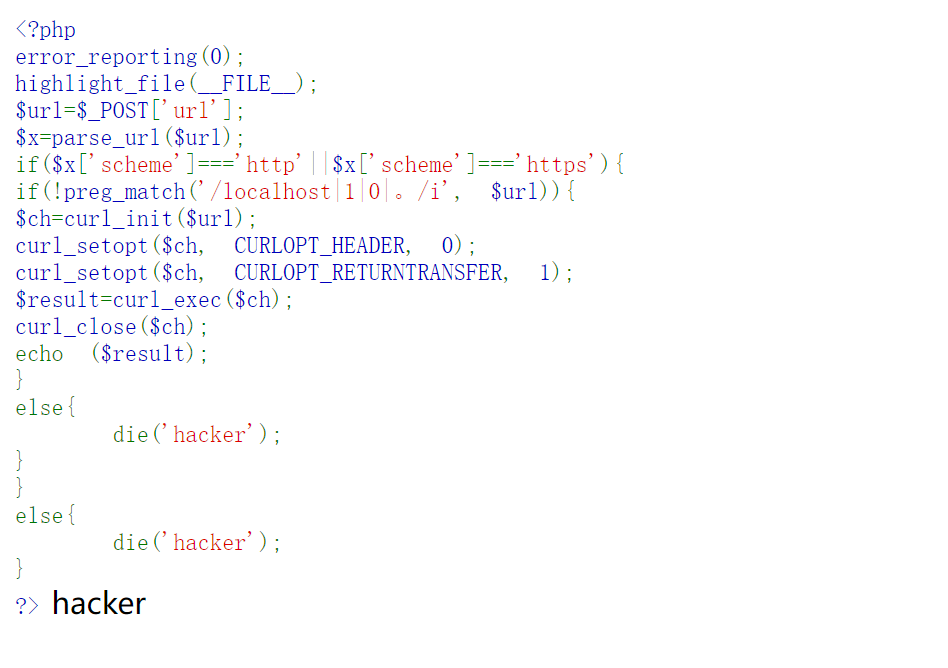 <?php
error_reporting(0);
highlight_file(__FILE__);
$url=$_POST['url'];
$x=parse_url($url);
if($x['scheme']==='http'||$x['scheme']==='https'){
if(!preg_match('/localhost|1|0|。/i', $url)){
$ch=curl_init($url);
curl_setopt($ch, CURLOPT_HEADER, 0);
curl_setopt($ch, CURLOPT_RETURNTRANSFER, 1);
$result=curl_exec($ch);
curl_close($ch);
echo ($result);
}
else{
die('hacker');
}
}
else{
die('hacker');
}
?> hacker